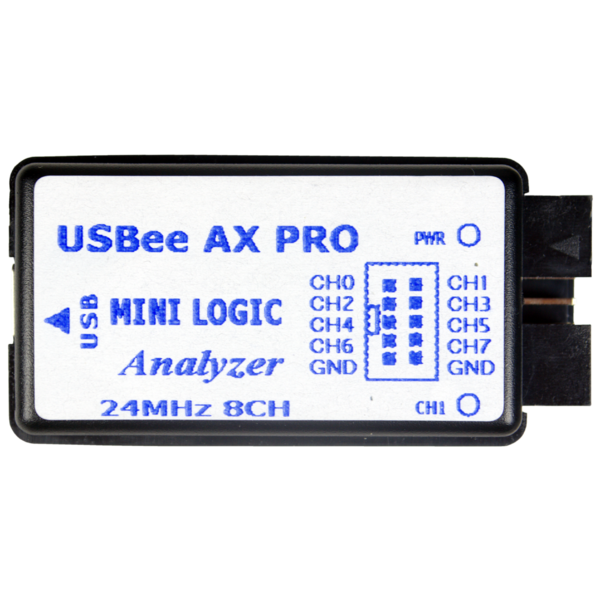 USBee AX PRO
PWR
USB
MINI LOGIC
Analyzer
24MHz 8CH
CH0 CH1
CH2 CH3
CH4 CH5
CH6 CH7
GND GND
CH1